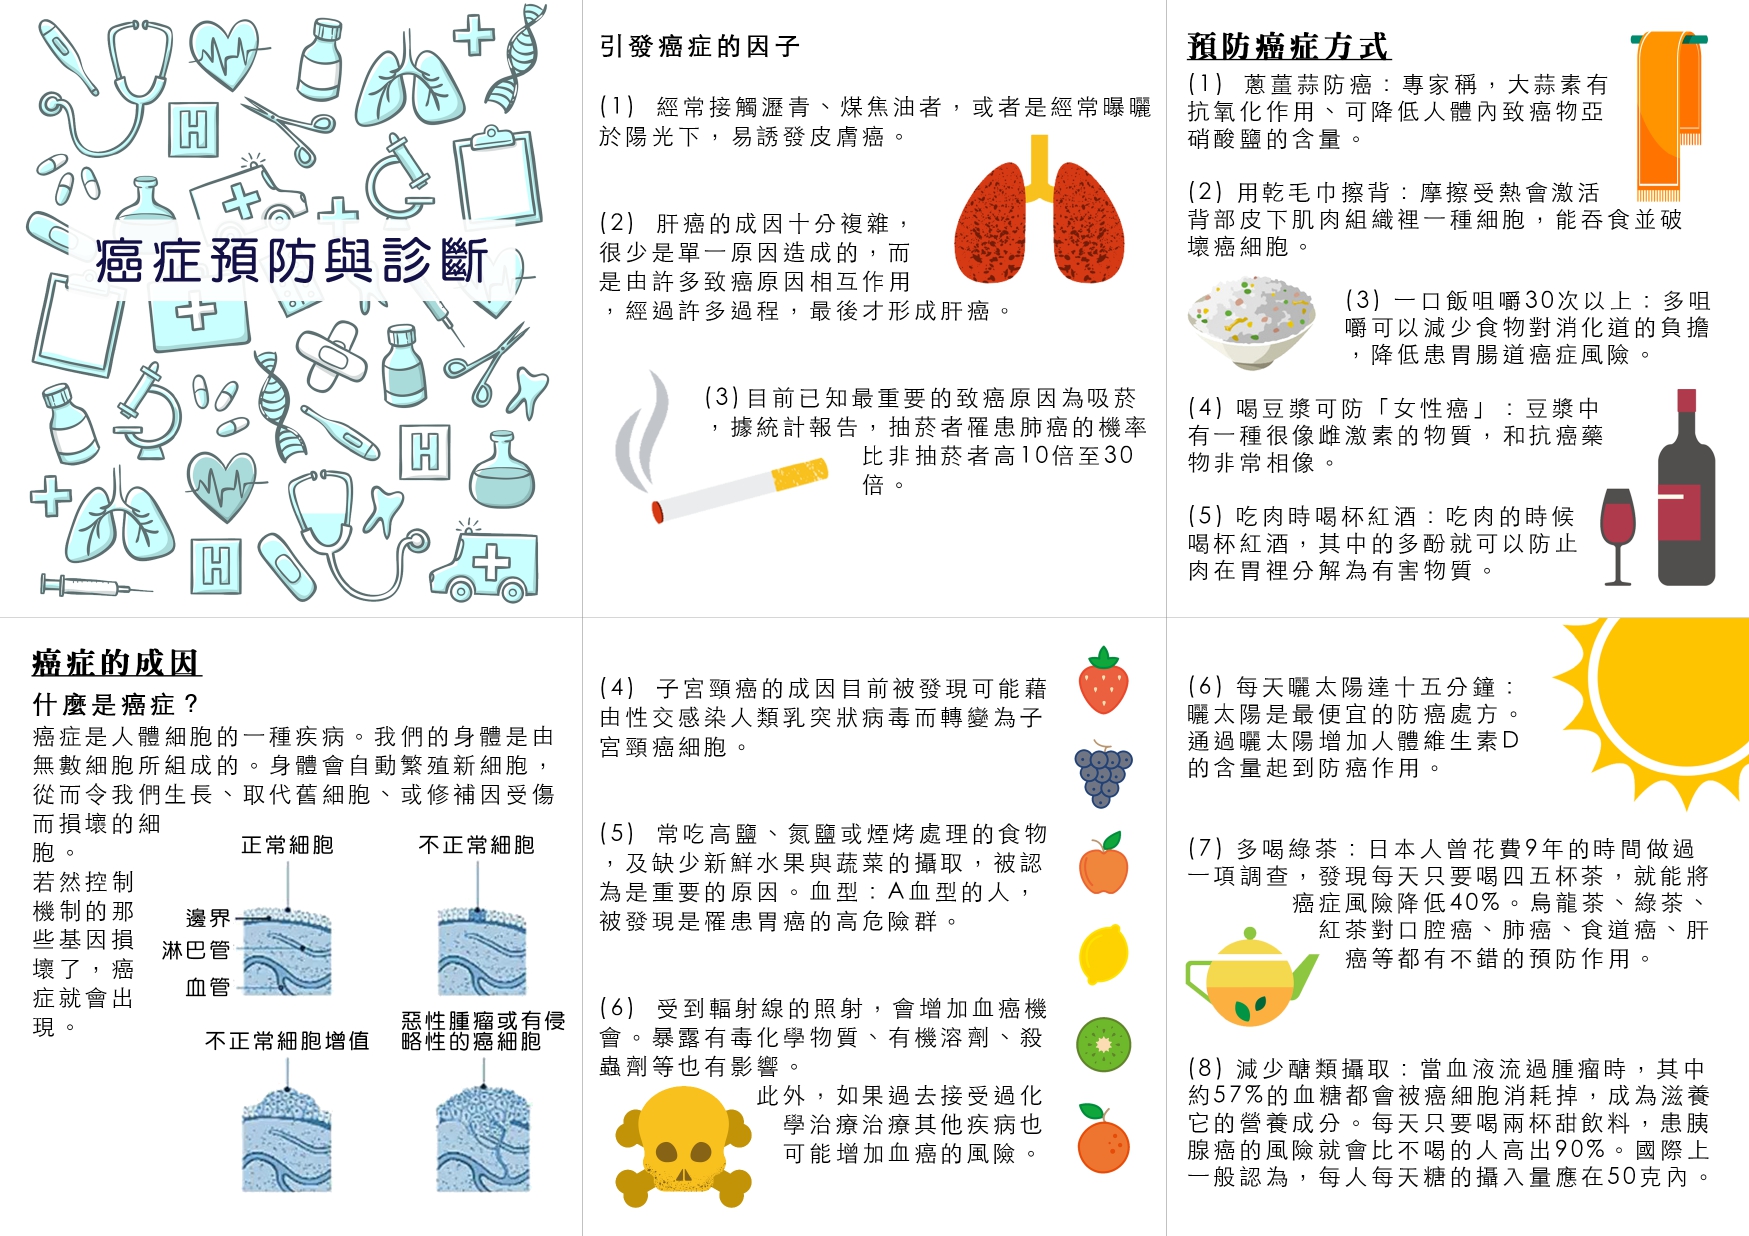 癌症預防與診斷
癌症的成因
什麼是癌症？
癌症是人體細胞的一種疾病。我們的身體是由
無數細胞所組成的。身體會自動繁殖新細胞，
從而令我們生長、取代舊細胞、或修補因受傷
而損壞的細
胞。
若然控制
機制的那
些基因損
壞了，癌
症就會出
現。
正常細胞
不正常細胞
邊界
淋巴管
血管
不正常細胞增值
惡性腫瘤或有侵
略性的癌細胞
引發癌症的因子
(1) 經常接觸瀝青、煤焦油者，或者是經常曝曬
於陽光下，易誘發皮膚癌。
(2) 肝癌的成因十分複雜，
很少是單一原因造成的，而
是由許多致癌原因相互作用
，經過許多過程，最後才形成肝癌。
(3)目前已知最重要的致癌原因為吸菸
，據統計報告，抽菸者罹患肺癌的機率
比非抽菸者高10倍至30
倍。
(4) 子宮頸癌的成因目前被發現可能藉
由性交感染人類乳突狀病毒而轉變為子
宮頸癌細胞。
(5) 常吃高鹽、氮鹽或煙烤處理的食物
，及缺少新鮮水果與蔬菜的攝取，被認
為是重要的原因。血型：A血型的人，
被發現是罹患胃癌的高危險群。
(6) 受到輻射線的照射，會增加血癌機
會。暴露有毒化學物質、有機溶劑、殺
蟲劑等也有影響。
此外，如果過去接受過化
學治療治療其他疾病也
可能增加血癌的風險。
預防癌症方式
(1) 蔥薑蒜防癌：專家稱，大蒜素有
抗氧化作用、可降低人體內致癌物亞
硝酸鹽的含量。
(2) 用乾毛巾擦背：摩擦受熱會激活
背部皮下肌肉組織裡一種細胞，能吞食並破
壞癌細胞。
(3) 一口飯咀嚼30次以上：多咀
嚼可以減少食物對消化道的負擔
，降低患胃腸道癌症風險。
(4) 喝豆漿可防「女性癌」：豆漿中
有一種很像雌激素的物質，和抗癌藥
物非常相像。
(5) 吃肉時喝杯紅酒：吃肉的時候
喝杯紅酒，其中的多酚就可以防止
肉在胃裡分解為有害物質。
(6) 每天曬太陽達十五分鐘：
曬太陽是最便宜的防癌處方。
通過曬太陽增加人體維生素D
的含量起到防癌作用。
(7) 多喝綠茶：日本人曾花費9年的時間做過
一項調查，發現每天只要喝四五杯茶，就能將
癌症風險降低40%。烏龍茶、綠茶、
紅茶對口腔癌、肺癌、食道癌、肝
癌等都有不錯的預防作用。
(8) 減少醣類攝取：當血液流過腫瘤時，其中
約57%的血糖都會被癌細胞消耗掉，成為滋養
它的營養成分。每天只要喝兩杯甜飲料，患胰
腺癌的風險就會比不喝的人高出90%。國際上
一般認為，每人每天糖的攝入量應在50克內。